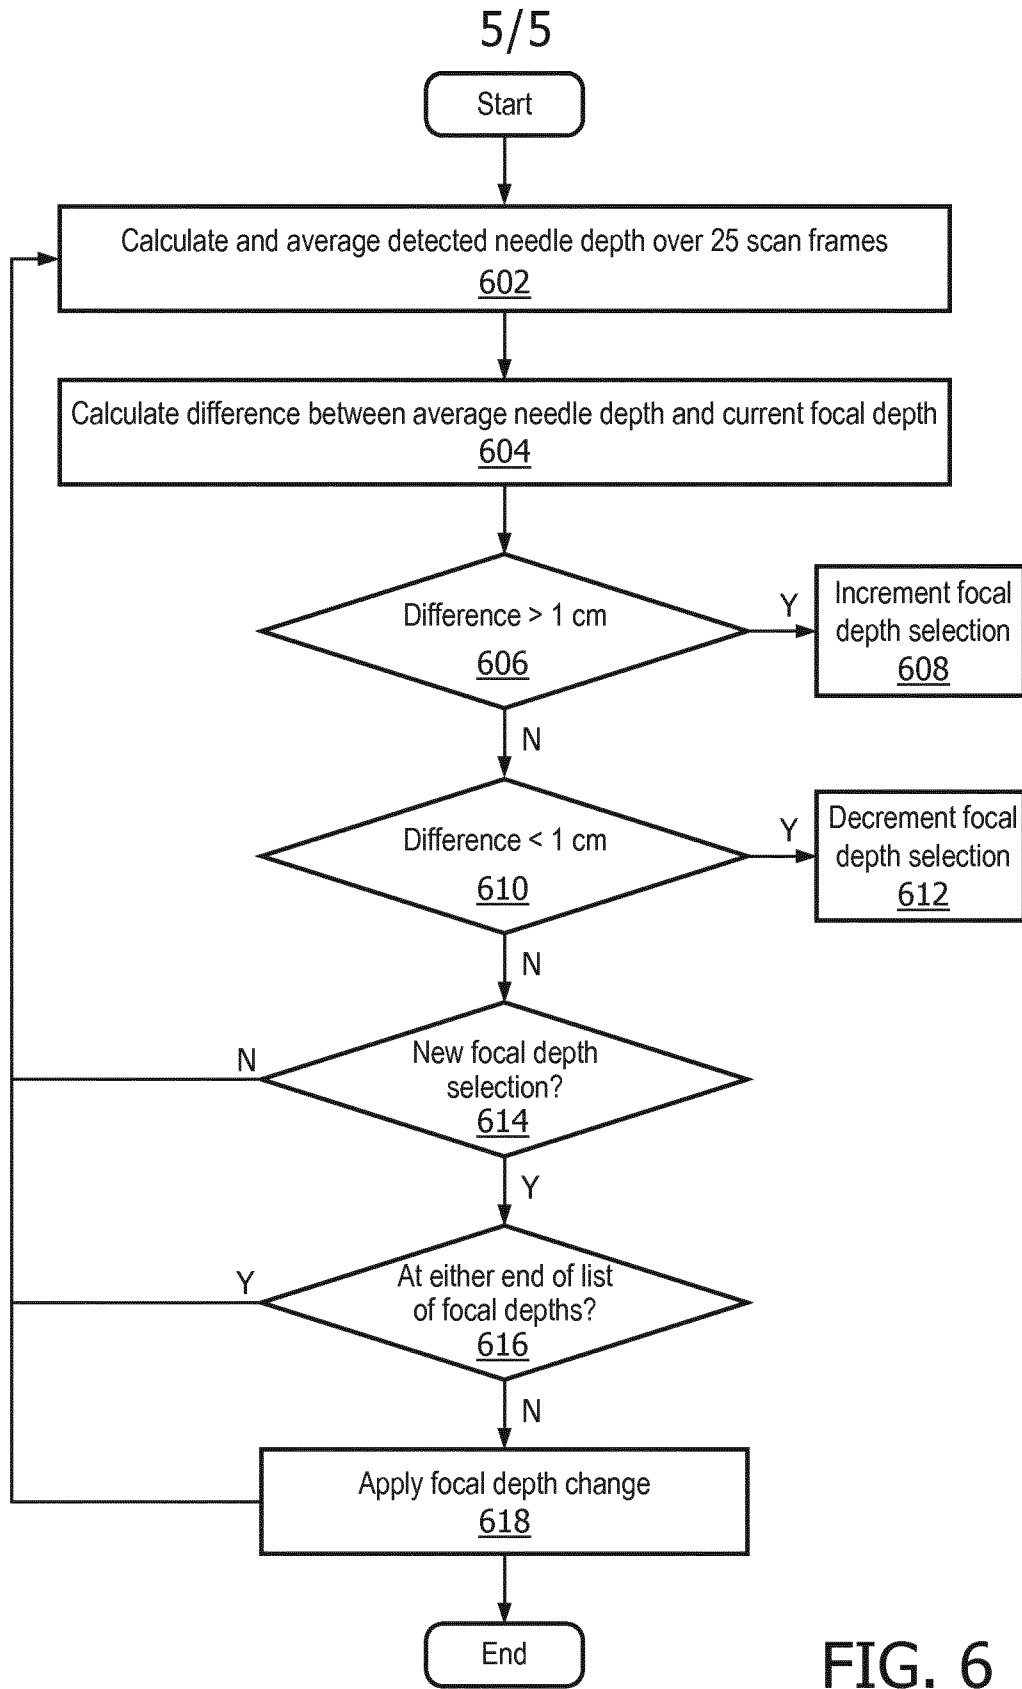 5/5
Start
Calculate and average detected needle depth over 25 scan frames
602
Calculate difference between average needle depth and current focal depth
604
Difference > 1 cm
606
Y
Increment focal
depth selection
608
N
Difference < 1 cm
610
Y
Decrement focal
depth selection
612
N
New focal depth
selection?
614
N
Y
At either end of list
of focal depths?
616
Y
N
Apply focal depth change
618
End
FIG. 6